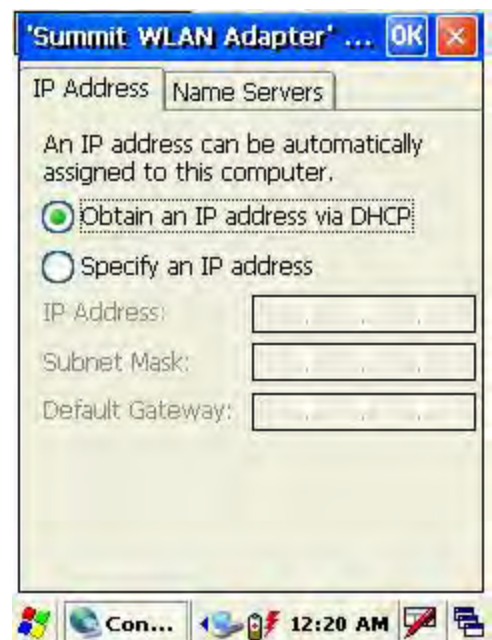 'Summit WLAN Adapter' ... OK
IP Address Name Servers
An IP address can be automatically
assigned to this computer.
Obtain an IP address via DHCP
Specify an IP address
IP Address:
Subnet Mask:
Default Gateway:
Con... 12:20 AM